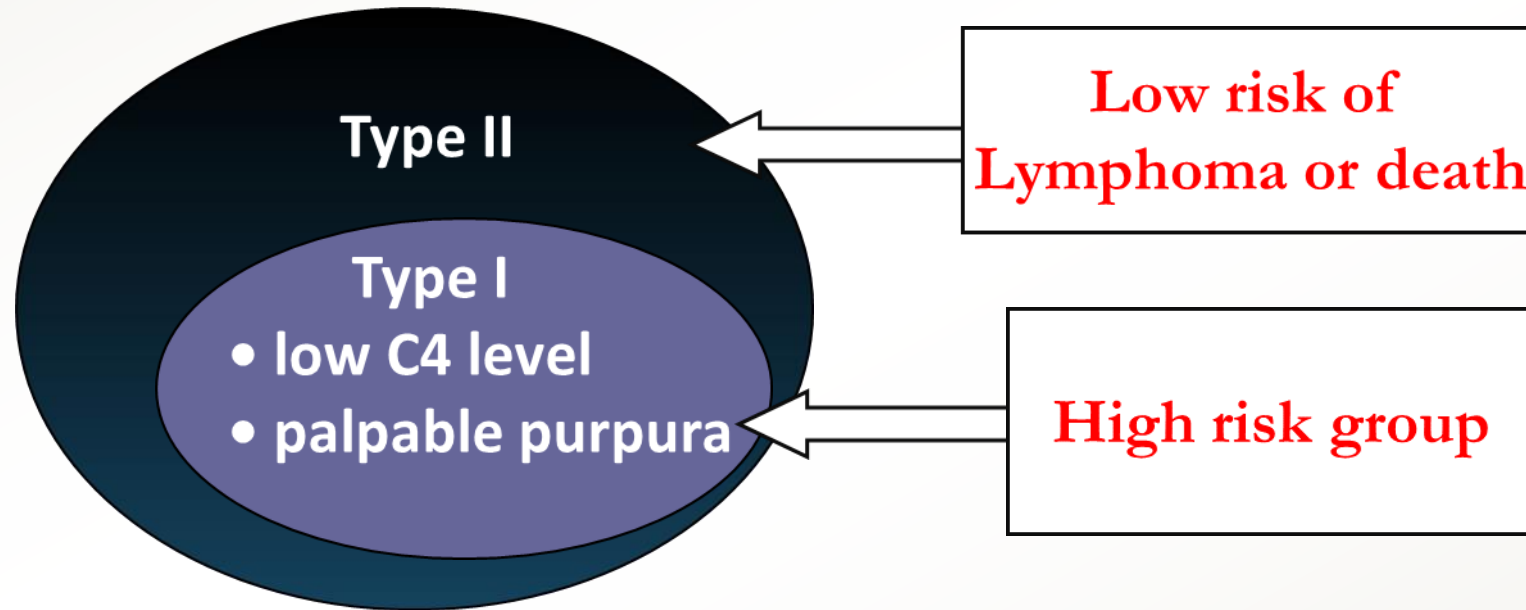 Type II
Low risk of
Lymphoma or death
Type I
• low C4 level
• palpable purpura
High risk group